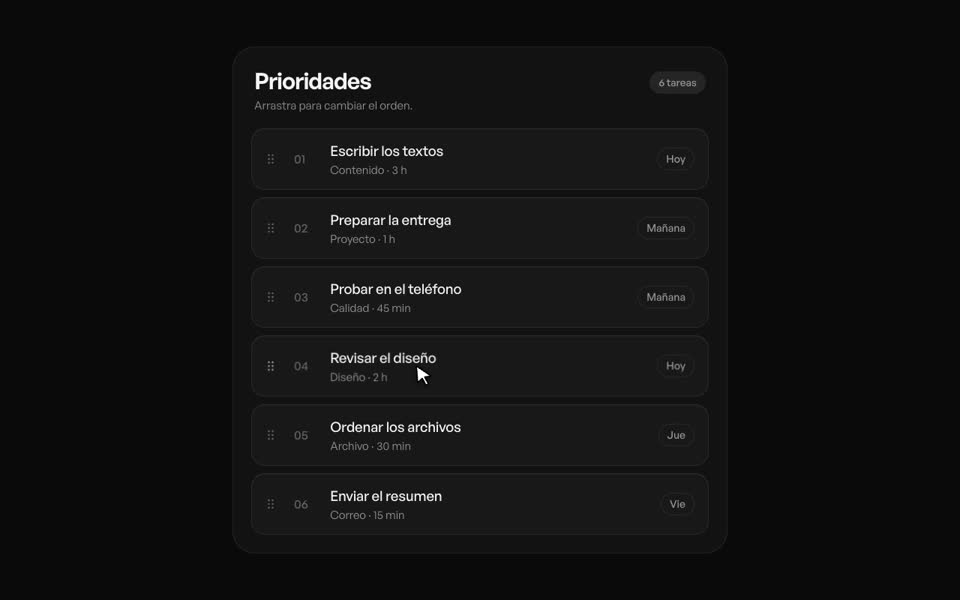 Prioridades
6 tareas
Arrastra para cambiar el orden.
01
Escribir los textos
Contenido · 3 h
Hoy
02
Preparar la entrega
Proyecto · 1 h
Mañana
03
Probar en el teléfono
Calidad · 45 min
Mañana
04
Revisar el diseño
Diseño · 2 h
Hoy
05
Ordenar los archivos
Archivo · 30 min
Jue
06
Enviar el resumen
Correo · 15 min
Vie